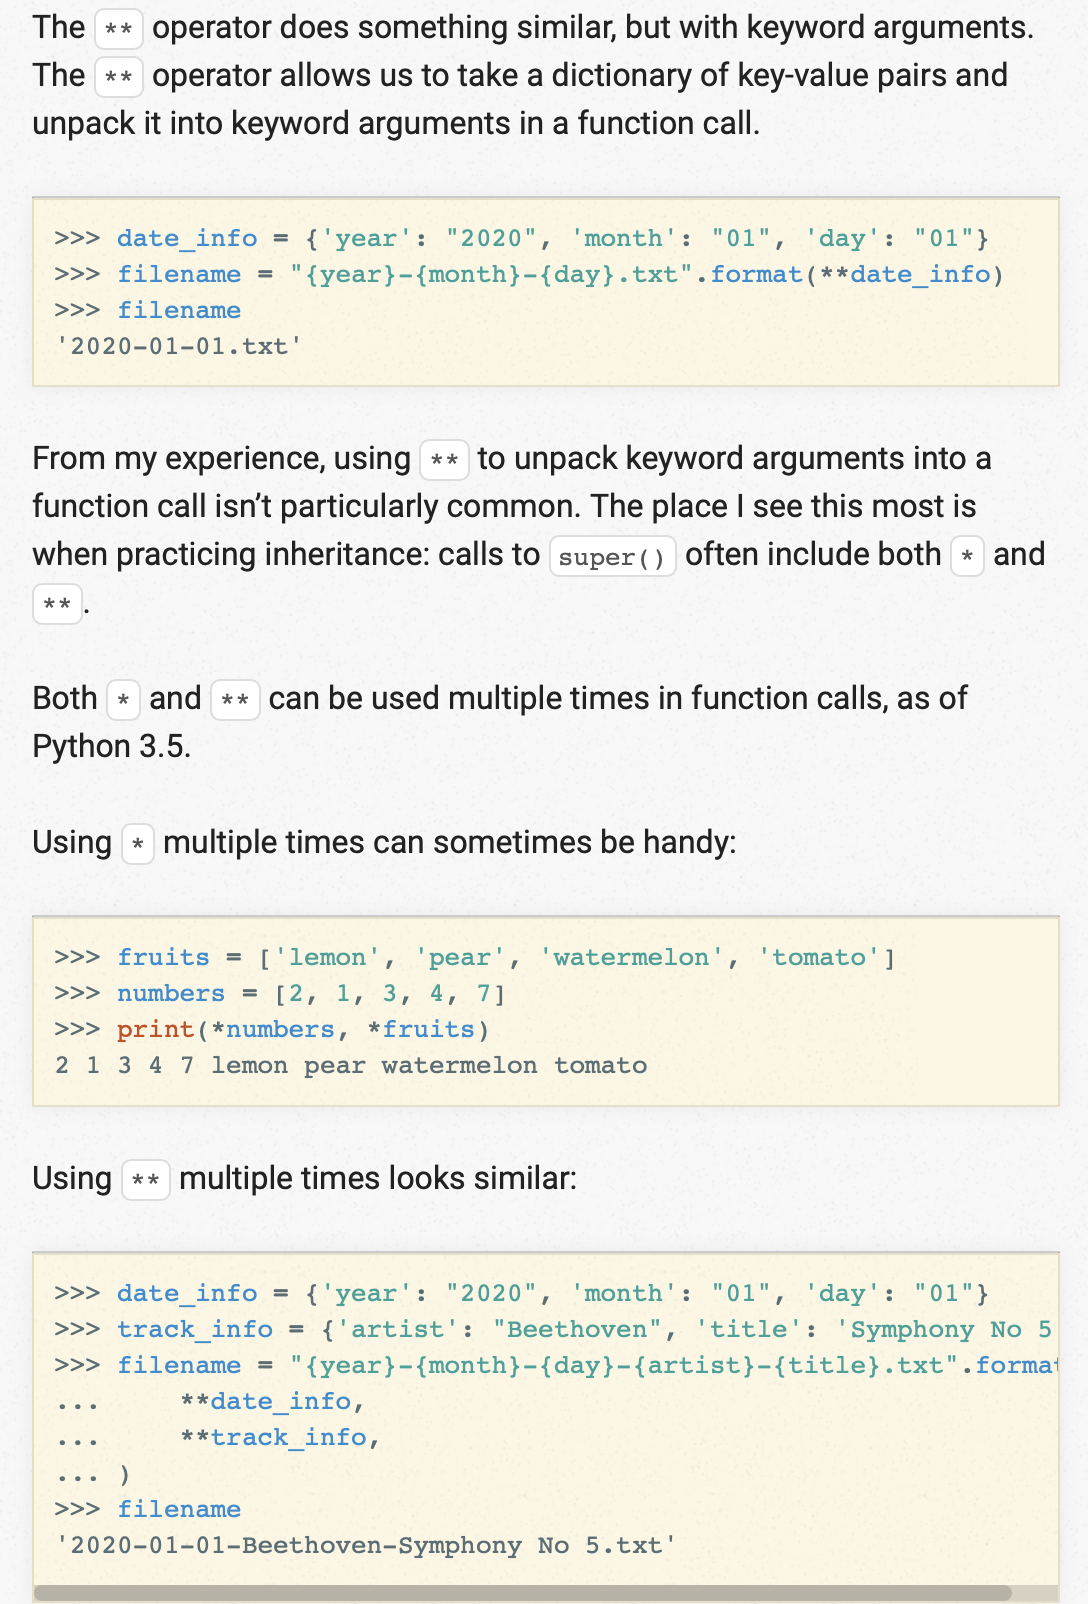 The ** operator does something similar, but with keyword arguments.
The ** operator allows us to take a dictionary of key-value pairs and
unpack it into keyword arguments in a function call.
>>> date_info = {'year': "2020", 'month': "01", 'day': "01"}
>>> filename = "{year}-{month}-{day}.txt".format(**date_info)
>>> filename
'2020-01-01.txt'
From my experience, using ** to unpack keyword arguments into a
function call isn’t particularly common. The place I see this most is
when practicing inheritance: calls to super() often include both * and
**.
Both * and ** can be used multiple times in function calls, as of
Python 3.5.
Using * multiple times can sometimes be handy:
>>> fruits = ['lemon', 'pear', 'watermelon', 'tomato']
>>> numbers = [2, 1, 3, 4, 7]
>>> print(*numbers, *fruits)
2 1 3 4 7 lemon pear watermelon tomato
Using ** multiple times looks similar:
>>> date_info = {'year': "2020", 'month': "01", 'day': "01"}
>>> track_info = {'artist': "Beethoven", 'title': 'Symphony No 5
>>> filename = "{year}-{month}-{day}-{artist}-{title}.txt".format
...     **date_info,
...     **track_info,
... )
>>> filename
'2020-01-01-Beethoven-Symphony No 5.txt'